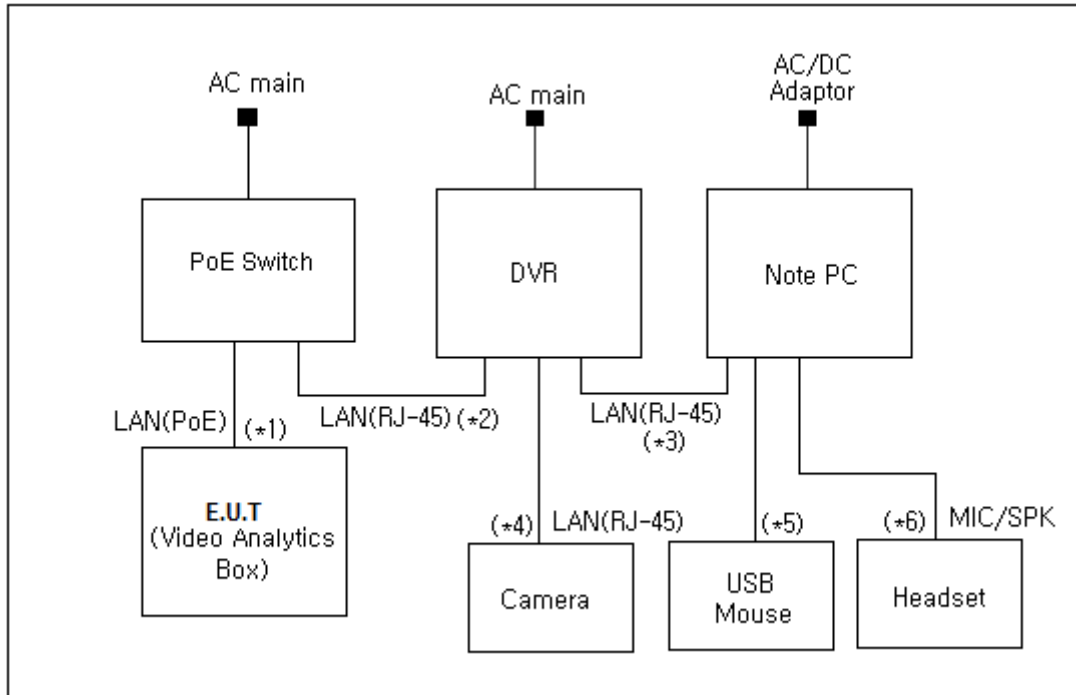 AC main
AC main
AC/DC
Adaptor
PoE Switch
DVR
Note PC
LAN(PoE)
(*1)
LAN(RJ-45)
(*2)
LAN(RJ-45)
(*3)
E.U.T
(Video Analytics
Box)
(*4)
LAN(RJ-45)
(*5)
(*6)
MIC/SPK
Camera
USB
Mouse
Headset